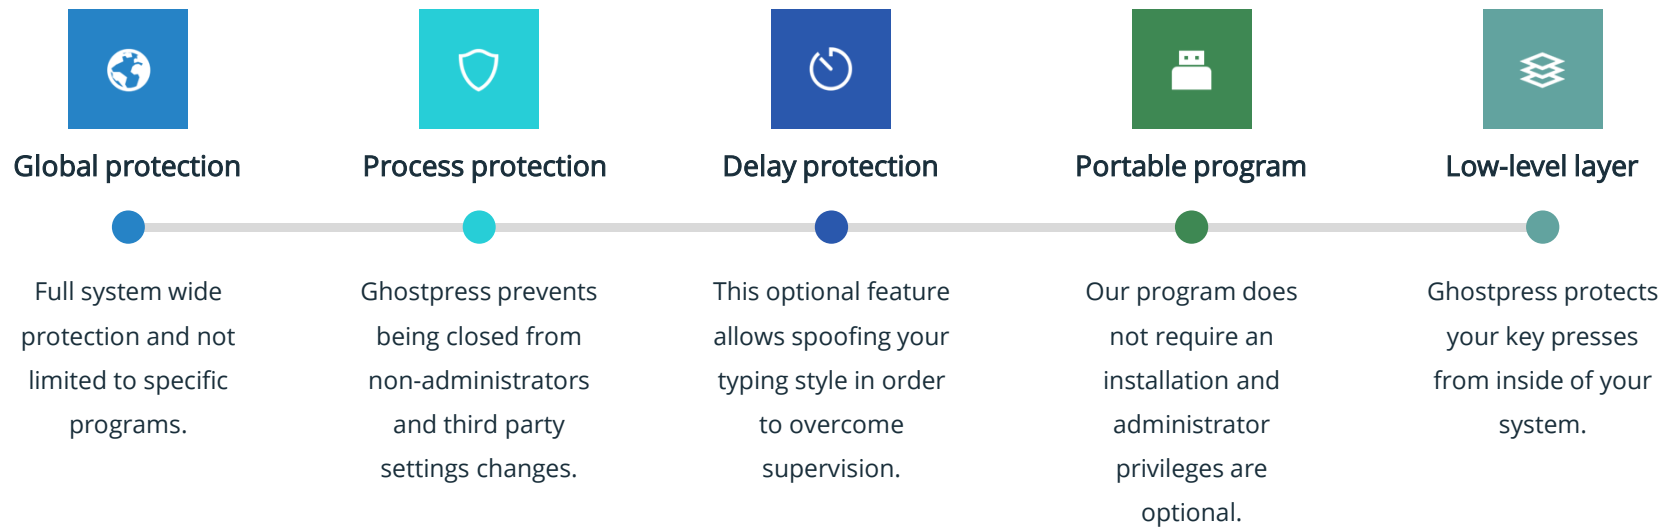 Global protection
Full system wide
protection and not
limited to specific
programs.
Process protection
Ghostpress prevents
being closed from
non-administrators
and third party
settings changes.
Delay protection
This optional feature
allows spoofing your
typing style in order
to overcome
supervision.
Portable program
Our program does
not require an
installation and
administrator
privileges are
optional.
Low-level layer
Ghostpress protects
your key presses
from inside of your
system.